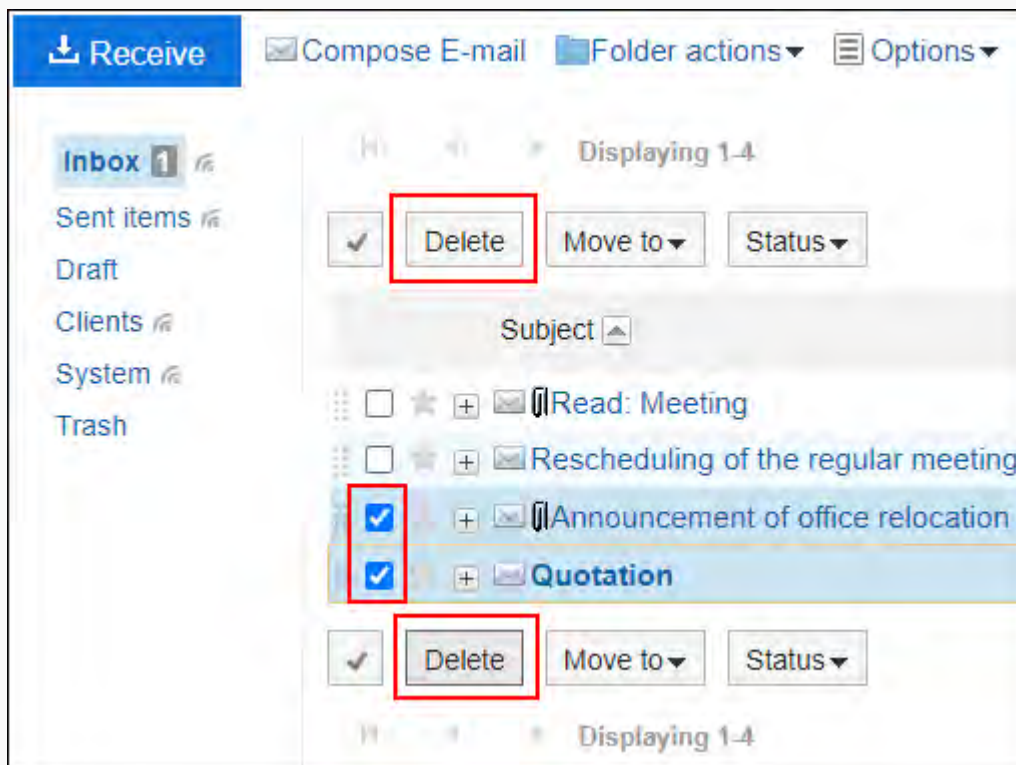 Receive Compose E-mail Folder actions Options
Inbox 1
Sent items
Draft
Clients
System
Trash
Displaying 1-4
Delete Move to Status
Subject
Read: Meeting
Rescheduling of the regular meeting
Announcement of office relocation
Quotation
Delete Move to Status
Displaying 1-4